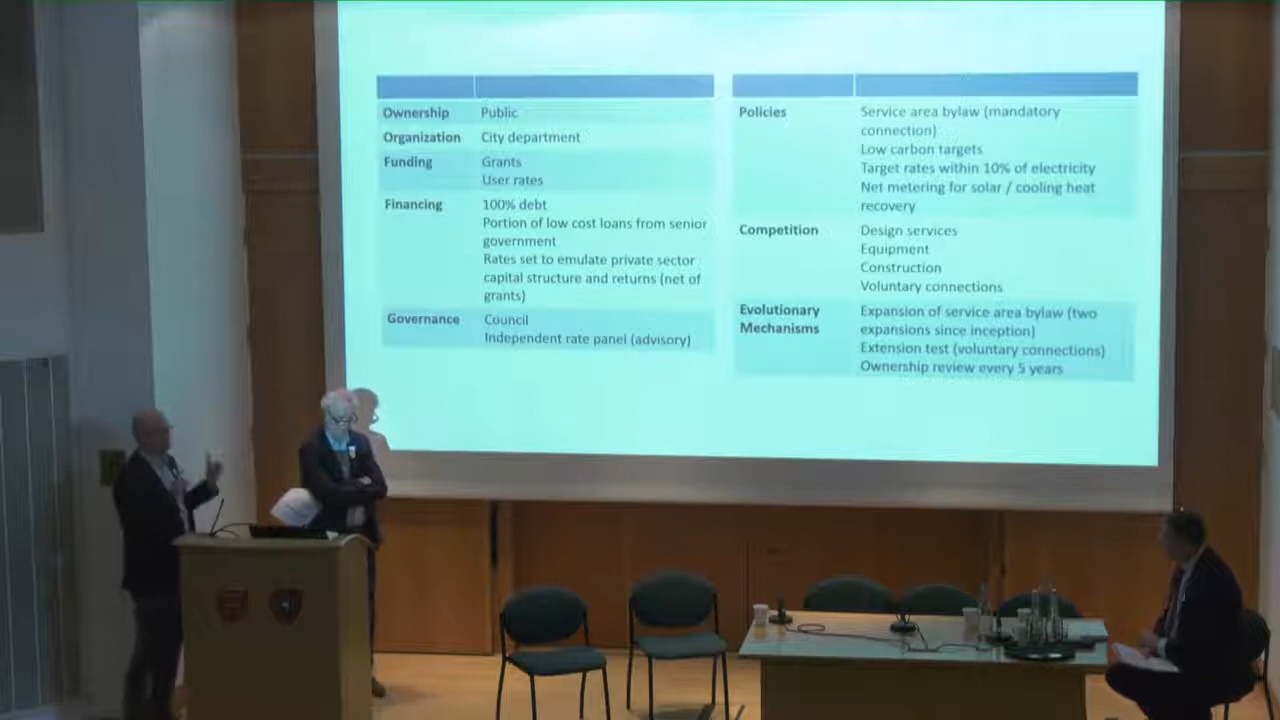 Ownership Public
Organization City department
Funding Grants
User rates
Financing 100% debt
Portion of low cost loans from senior
government
Rates set to emulate private sector
capital structure and returns (net of
grants)
Governance Council
Independent rate panel (advisory)
Policies Service area bylaw (mandatory
connection)
Low carbon targets
Target rates within 10% of electricity
Net metering for solar / cooling heat
recovery
Competition Design services
Equipment
Construction
Voluntary connections
Evolutionary Expansion of service area bylaw (two
Mechanisms expansions since inception)
Extension test (voluntary connections)
Ownership review every 5 years